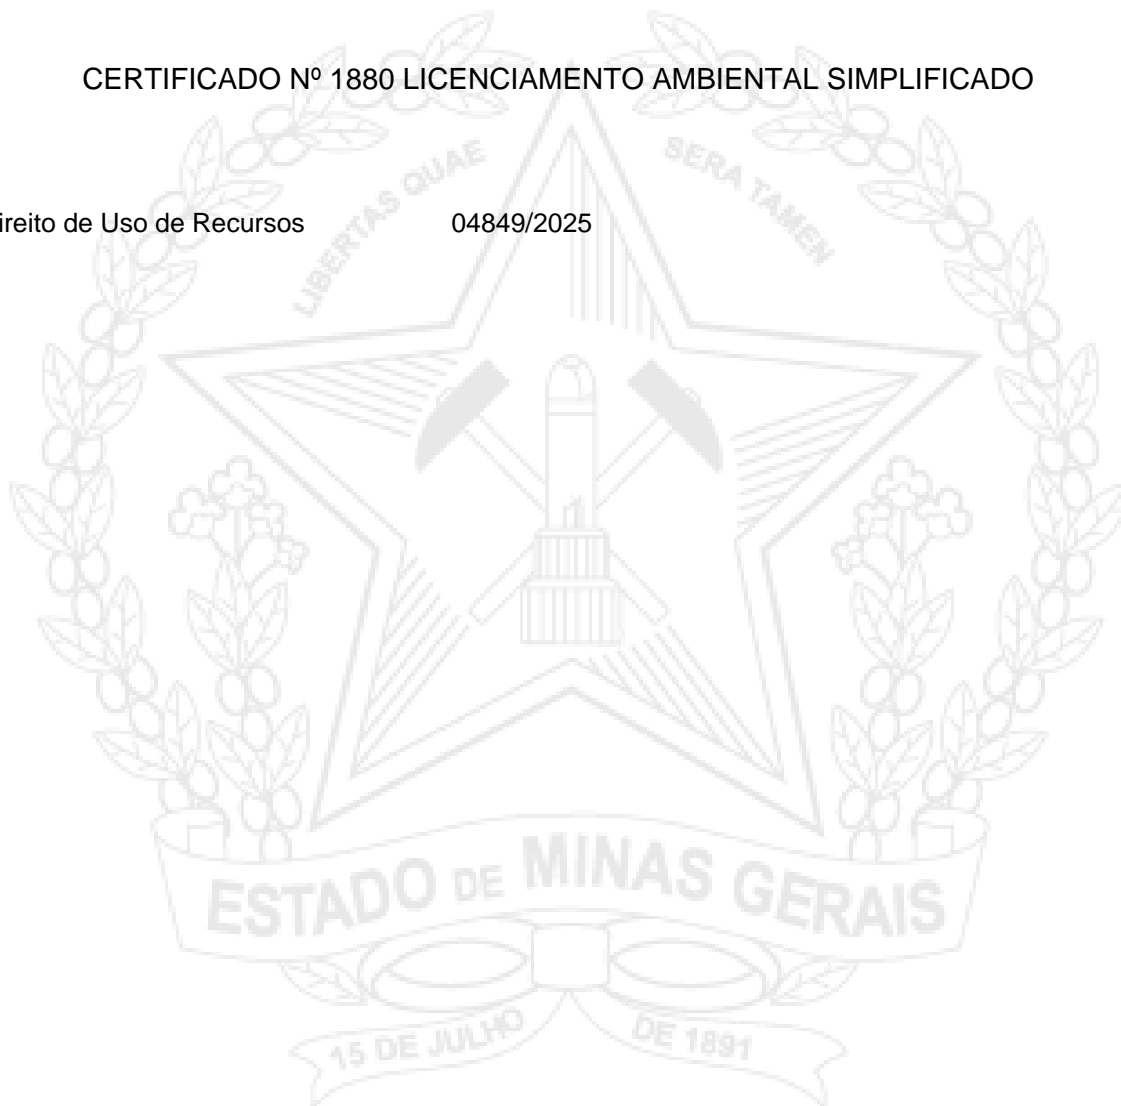 CERTIFICADO Nº 1880 LICENCIAMENTO AMBIENTAL SIMPLIFICADO
LIBERTAS QUAE SERA TAMEN
ireito de Uso de Recursos 04849/2025
ESTADO DE MINAS GERAIS
15 DE JULHO DE 1891